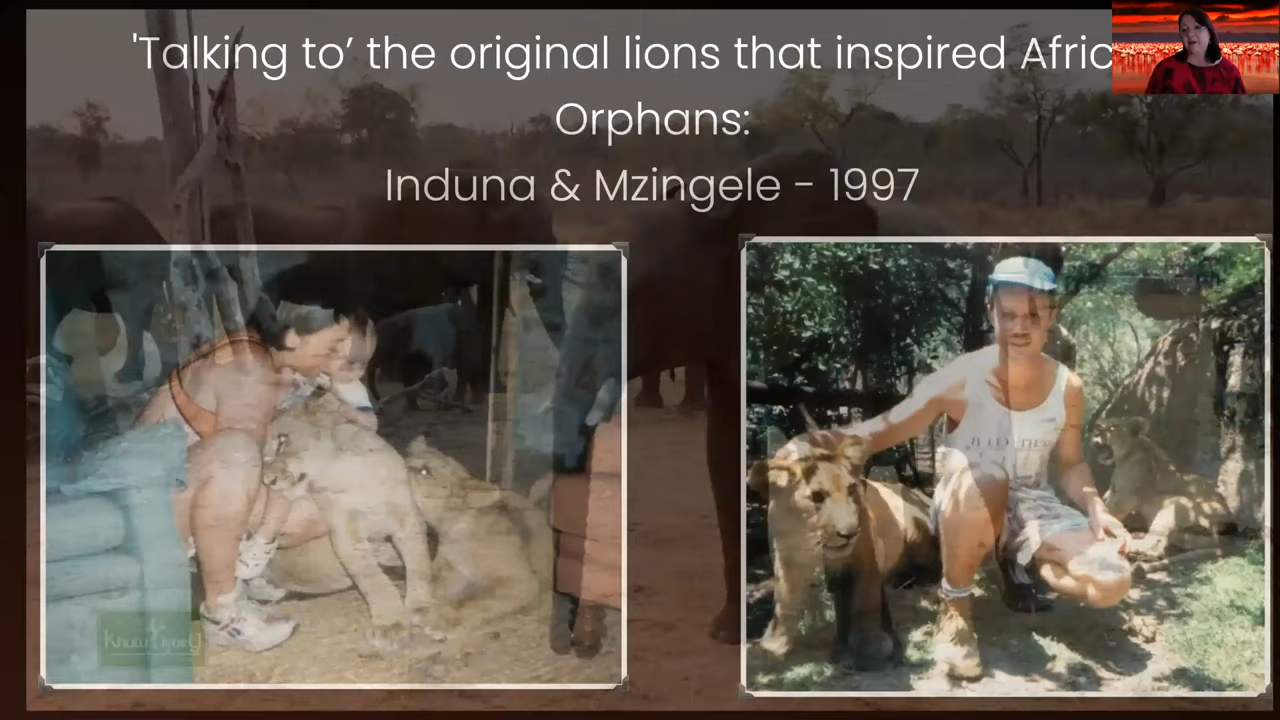 'Talking to’ the original lions that inspired Afric
Orphans:
Induna & Mzingele - 1997